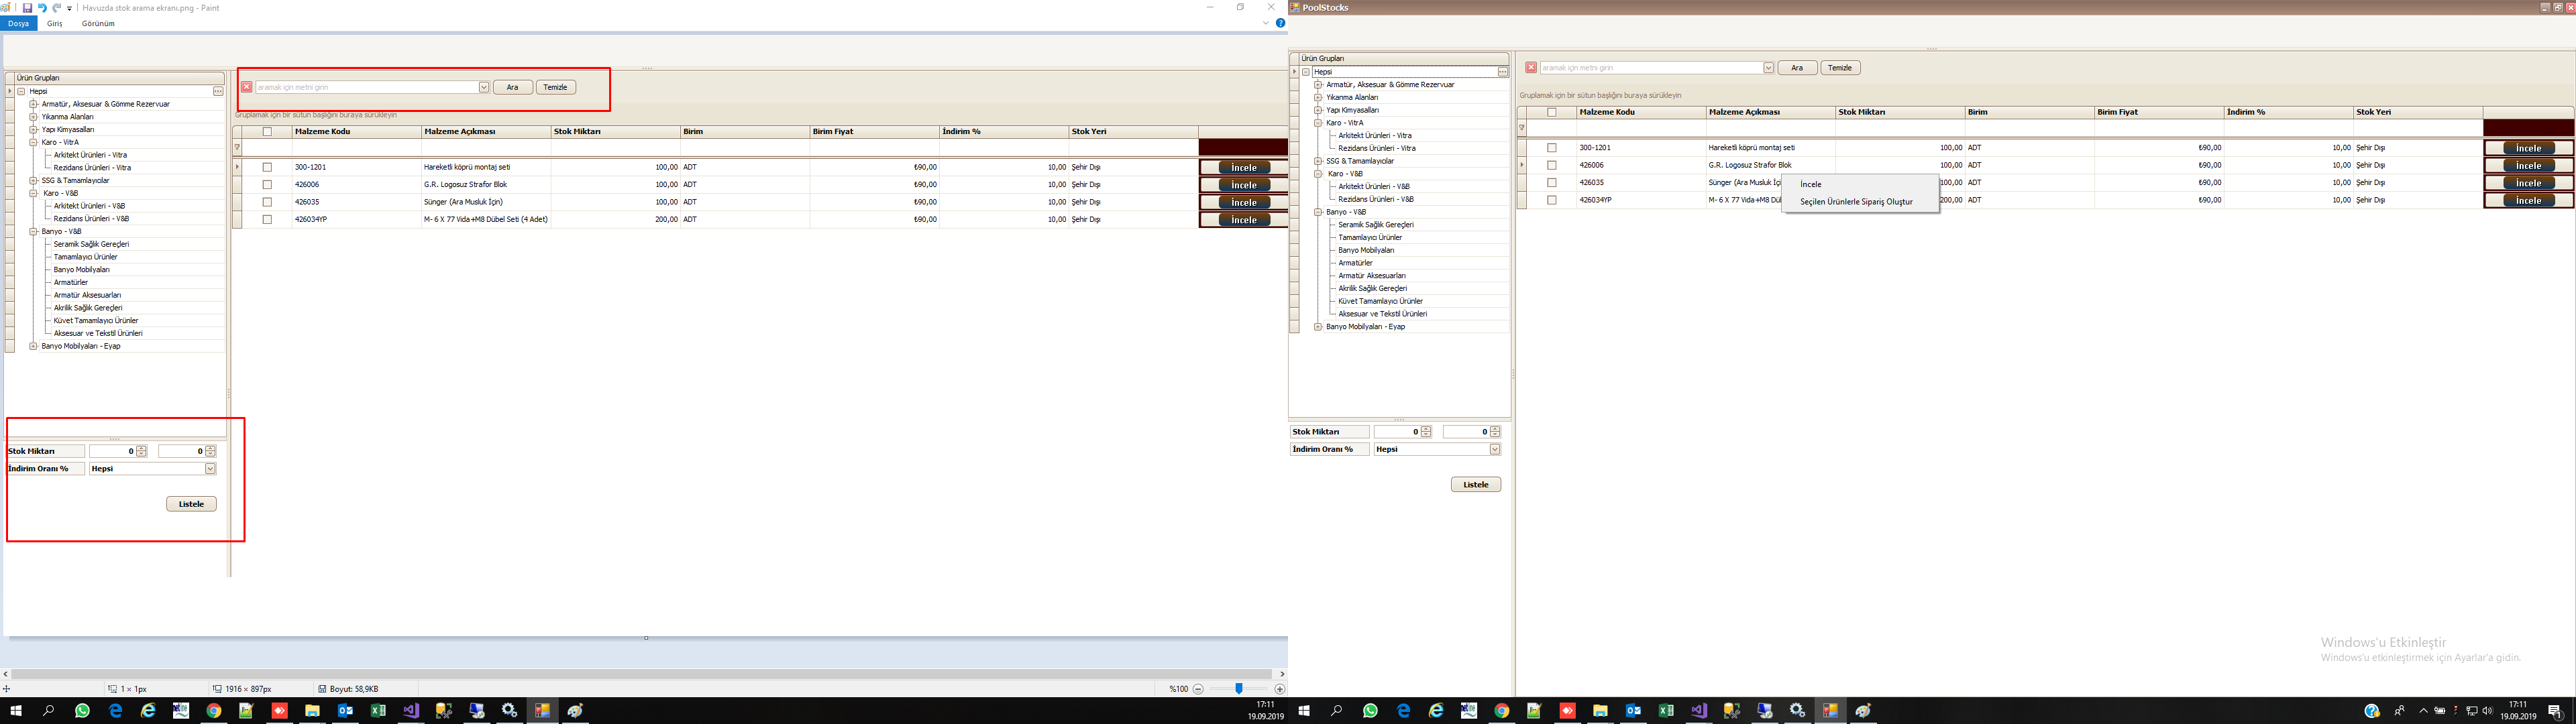 Havuzda stok arama ekranı.png - Paint
Dosya Giriş Görünüm
Ürün Grupları
Hepsi
Armatür, Aksesuar & Gömme Rezervuar
Yıkanma Alanları
Yapı Kimyasalları
Karo - VitrA
Arkitekt Ürünleri - Vitra
Rezidans Ürünleri - Vitra
SSG & Tamamlayıcılar
Karo - V&B
Arkitekt Ürünleri - V&B
Rezidans Ürünleri - V&B
Banyo - V&B
Seramik Sağlık Gereçleri
Tamamlayıcı Ürünler
Banyo Mobilyaları
Armatürler
Armatür Aksesuarları
Akrilik Sağlık Gereçleri
Küvet Tamamlayıcı Ürünler
Aksesuar ve Tekstil Ürünleri
Banyo Mobilyaları - Eyap
Stok Miktarı 0 0
İndirim Oranı % Hepsi
Listele
aramak için metni girin Ara Temizle
Gruplamak için bir sütun başlığını buraya sürükleyin
Malzeme Kodu Malzeme Açıkması Stok Miktarı Birim Birim Fiyat İndirim % Stok Yeri
300-1201 Hareketli köprü montaj seti 100,00 ADT ₺90,00 10,00 Şehir Dışı İncele
426006 G.R. Logosuz Strafor Blok 100,00 ADT ₺90,00 10,00 Şehir Dışı İncele
426035 Sünger (Ara Musluk İçin) 100,00 ADT ₺90,00 10,00 Şehir Dışı İncele
426034YP M- 6 X 77 Vida+M8 Dübel Seti (4 Adet) 200,00 ADT ₺90,00 10,00 Şehir Dışı İncele
1 × 1px 1916 × 897px Boyut: 58,9KB %100
17:11
19.09.2019
PoolStocks
Ürün Grupları
Hepsi
Armatür, Aksesuar & Gömme Rezervuar
Yıkanma Alanları
Yapı Kimyasalları
Karo - VitrA
Arkitekt Ürünleri - Vitra
Rezidans Ürünleri - Vitra
SSG & Tamamlayıcılar
Karo - V&B
Arkitekt Ürünleri - V&B
Rezidans Ürünleri - V&B
Banyo - V&B
Seramik Sağlık Gereçleri
Tamamlayıcı Ürünler
Banyo Mobilyaları
Armatürler
Armatür Aksesuarları
Akrilik Sağlık Gereçleri
Küvet Tamamlayıcı Ürünler
Aksesuar ve Tekstil Ürünleri
Banyo Mobilyaları - Eyap
Stok Miktarı 0 0
İndirim Oranı % Hepsi
Listele
aramak için metni girin Ara Temizle
Gruplamak için bir sütun başlığını buraya sürükleyin
Malzeme Kodu Malzeme Açıkması Stok Miktarı Birim Birim Fiyat İndirim % Stok Yeri
300-1201 Hareketli köprü montaj seti 100,00 ADT ₺90,00 10,00 Şehir Dışı İncele
426006 G.R. Logosuz Strafor Blok 100,00 ADT ₺90,00 10,00 Şehir Dışı İncele
426035 Sünger (Ara Musluk İçi 100,00 ADT ₺90,00 10,00 Şehir Dışı İncele
426034YP M- 6 X 77 Vida+M8 Dül 200,00 ADT ₺90,00 10,00 Şehir Dışı İncele
İncele
Seçilen Ürünlerle Sipariş Oluştur
Windows'u Etkinleştir
Windows'u etkinleştirmek için Ayarlar'a gidin.
17:11
19.09.2019